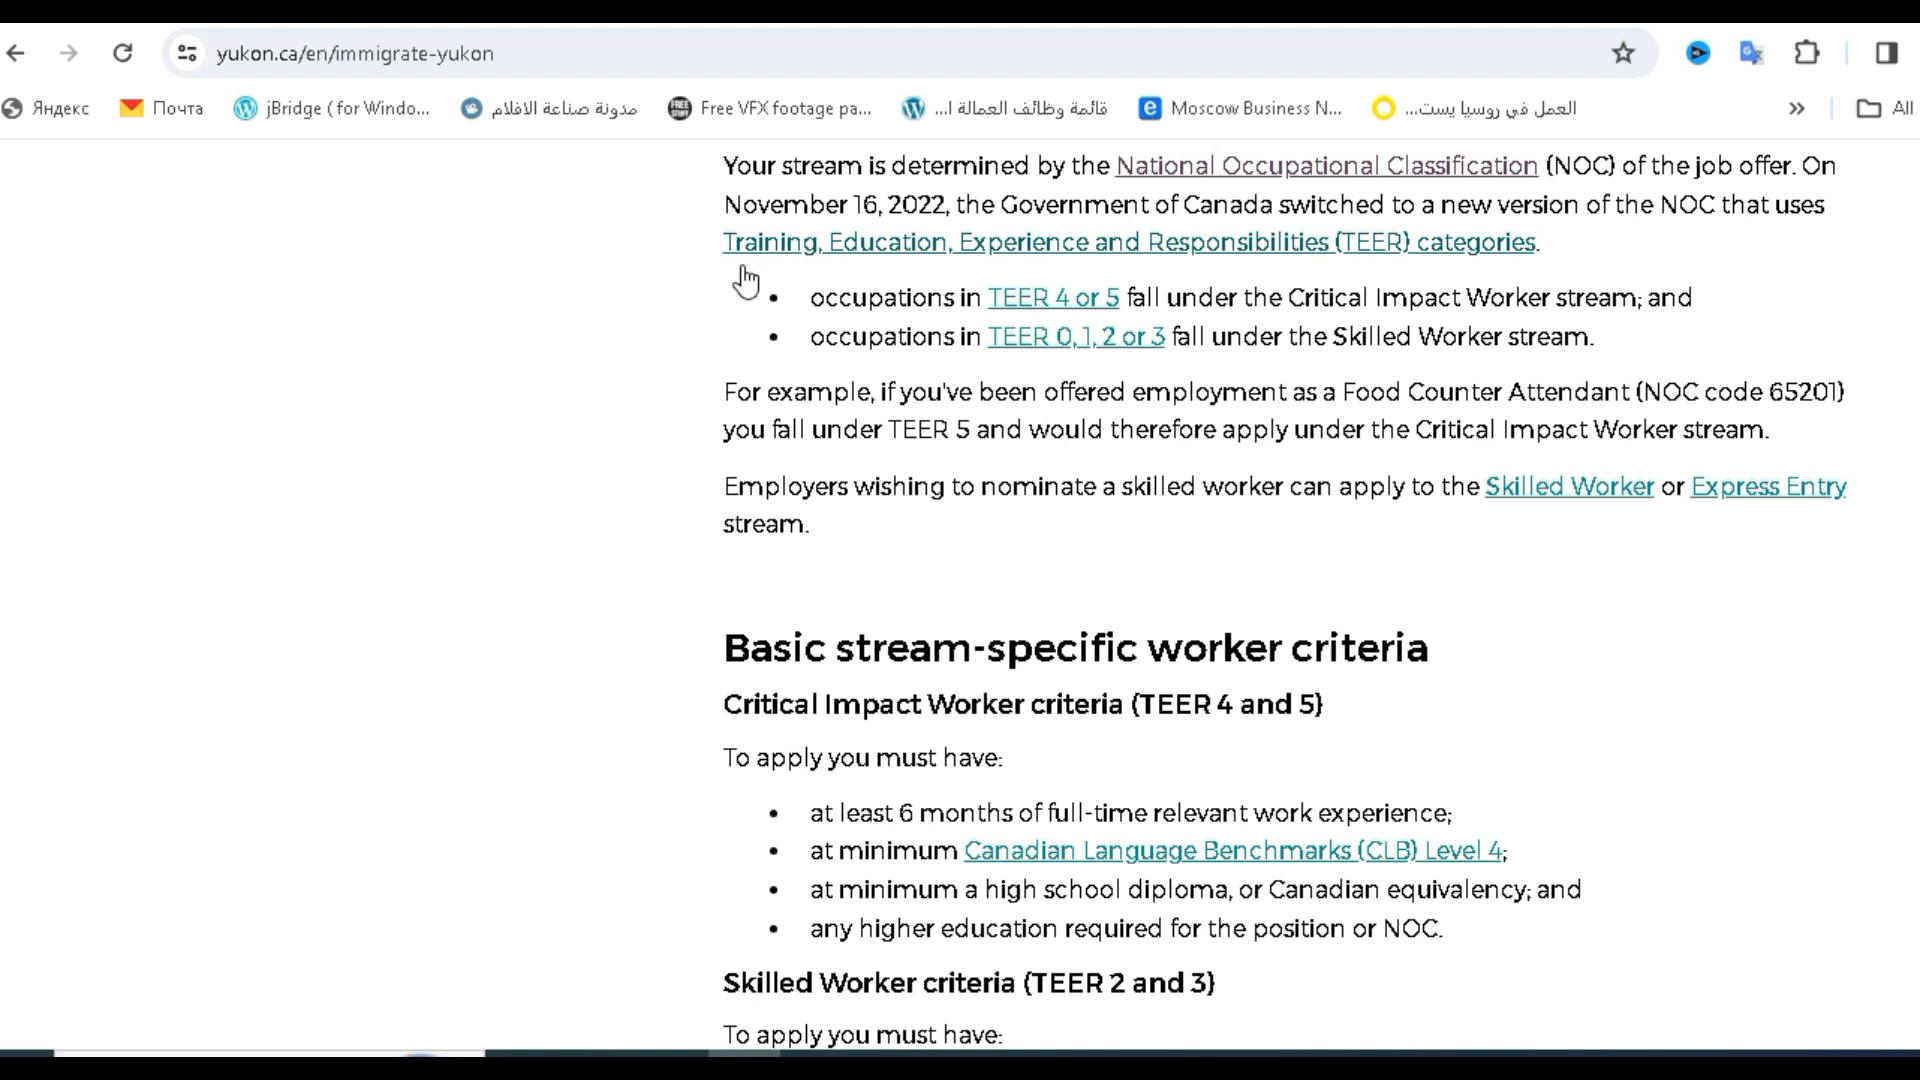 yukon.ca/en/immigrate-yukon
Яндекс Почта jBridge ( for Windo... مدونة صناعة الافلام Free VFX footage pa... قائمة وظائف العمالة ا... Moscow Business N... العمل في روسيا يست... » All
Your stream is determined by the National Occupational Classification (NOC) of the job offer. On
November 16, 2022, the Government of Canada switched to a new version of the NOC that uses
Training, Education, Experience and Responsibilities (TEER) categories.
• occupations in TEER 4 or 5 fall under the Critical Impact Worker stream; and
• occupations in TEER 0, 1, 2 or 3 fall under the Skilled Worker stream.
For example, if you've been offered employment as a Food Counter Attendant (NOC code 65201)
you fall under TEER 5 and would therefore apply under the Critical Impact Worker stream.
Employers wishing to nominate a skilled worker can apply to the Skilled Worker or Express Entry
stream.
Basic stream-specific worker criteria
Critical Impact Worker criteria (TEER 4 and 5)
To apply you must have:
• at least 6 months of full-time relevant work experience;
• at minimum Canadian Language Benchmarks (CLB) Level 4;
• at minimum a high school diploma, or Canadian equivalency; and
• any higher education required for the position or NOC.
Skilled Worker criteria (TEER 2 and 3)
To apply you must have: